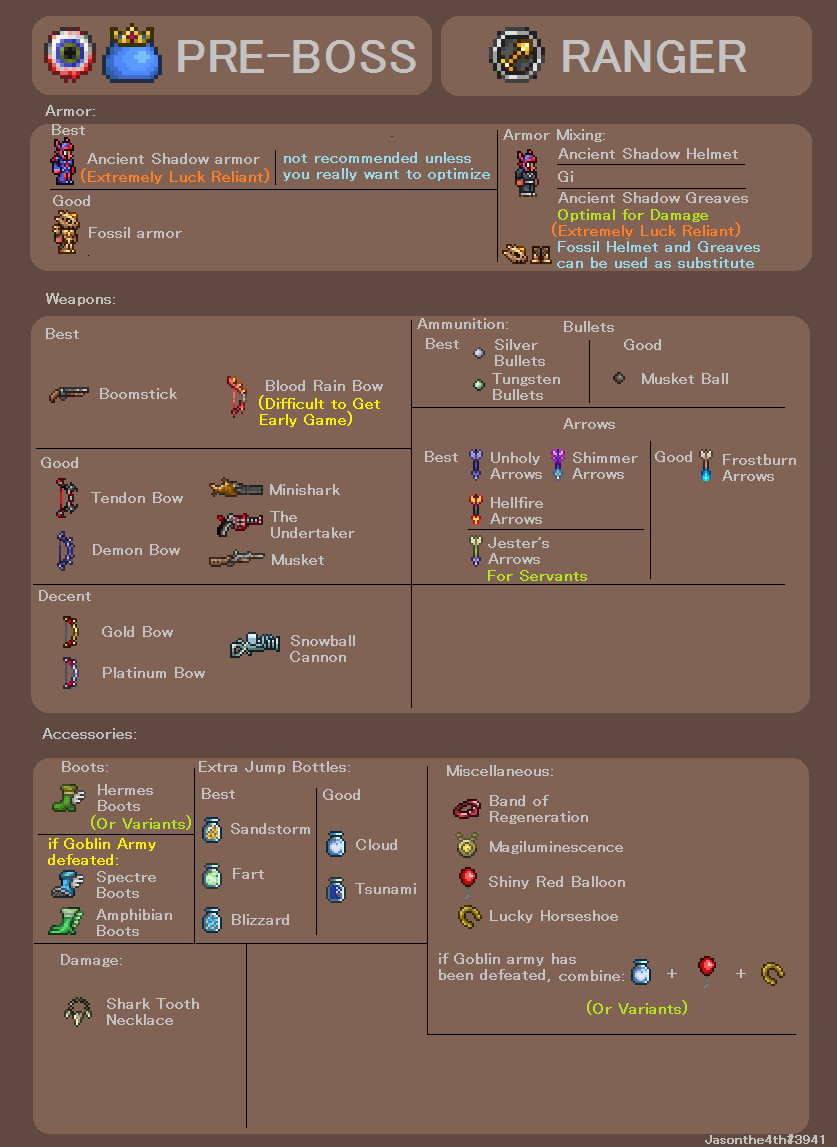 PRE-BOSS
RANGER
Armor:
Best
Ancient Shadow armor
(Extremely Luck Reliant)
not recommended unless
you really want to optimize
Good
Fossil armor
Armor Mixing:
Ancient Shadow Helmet
Gi
Ancient Shadow Greaves
Optimal for Damage
(Extremely Luck Reliant)
Fossil Helmet and Greaves
can be used as substitute
Weapons:
Best
Boomstick
Blood Rain Bow
(Difficult to Get
Early Game)
Good
Tendon Bow
Demon Bow
Minishark
The
Undertaker
Musket
Decent
Gold Bow
Platinum Bow
Snowball
Cannon
Ammunition:
Bullets
Best
Silver
Bullets
Tungsten
Bullets
Good
Musket Ball
Arrows
Best
Unholy
Arrows
Shimmer
Arrows
Hellfire
Arrows
Jester's
Arrows
For Servants
Good
Frostburn
Arrows
Accessories:
Boots:
Hermes
Boots
(Or Variants)
if Goblin Army
defeated:
Spectre
Boots
Amphibian
Boots
Extra Jump Bottles:
Best
Sandstorm
Fart
Blizzard
Good
Cloud
Tsunami
Miscellaneous:
Band of
Regeneration
Magiluminescence
Shiny Red Balloon
Lucky Horseshoe
if Goblin army has
been defeated, combine: + +
(Or Variants)
Damage:
Shark Tooth
Necklace
Jasonthe4th#3941